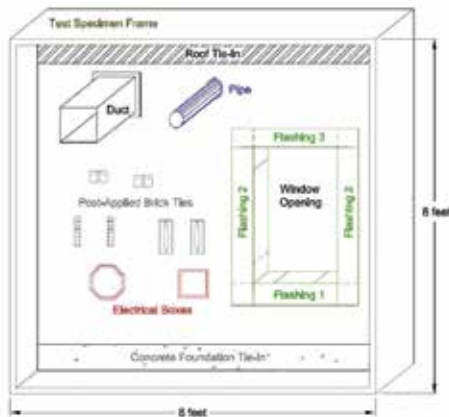 Test Specimen Frame
Roof Tie-In
Pipe
Duct
Flashing 3
Post-Applied Brick Ties
Flashing 2
Window
Opening
Flashing 2
8 feet
Flashing 1
Electrical Boxes
Concrete Foundation Tie-In
8 feet